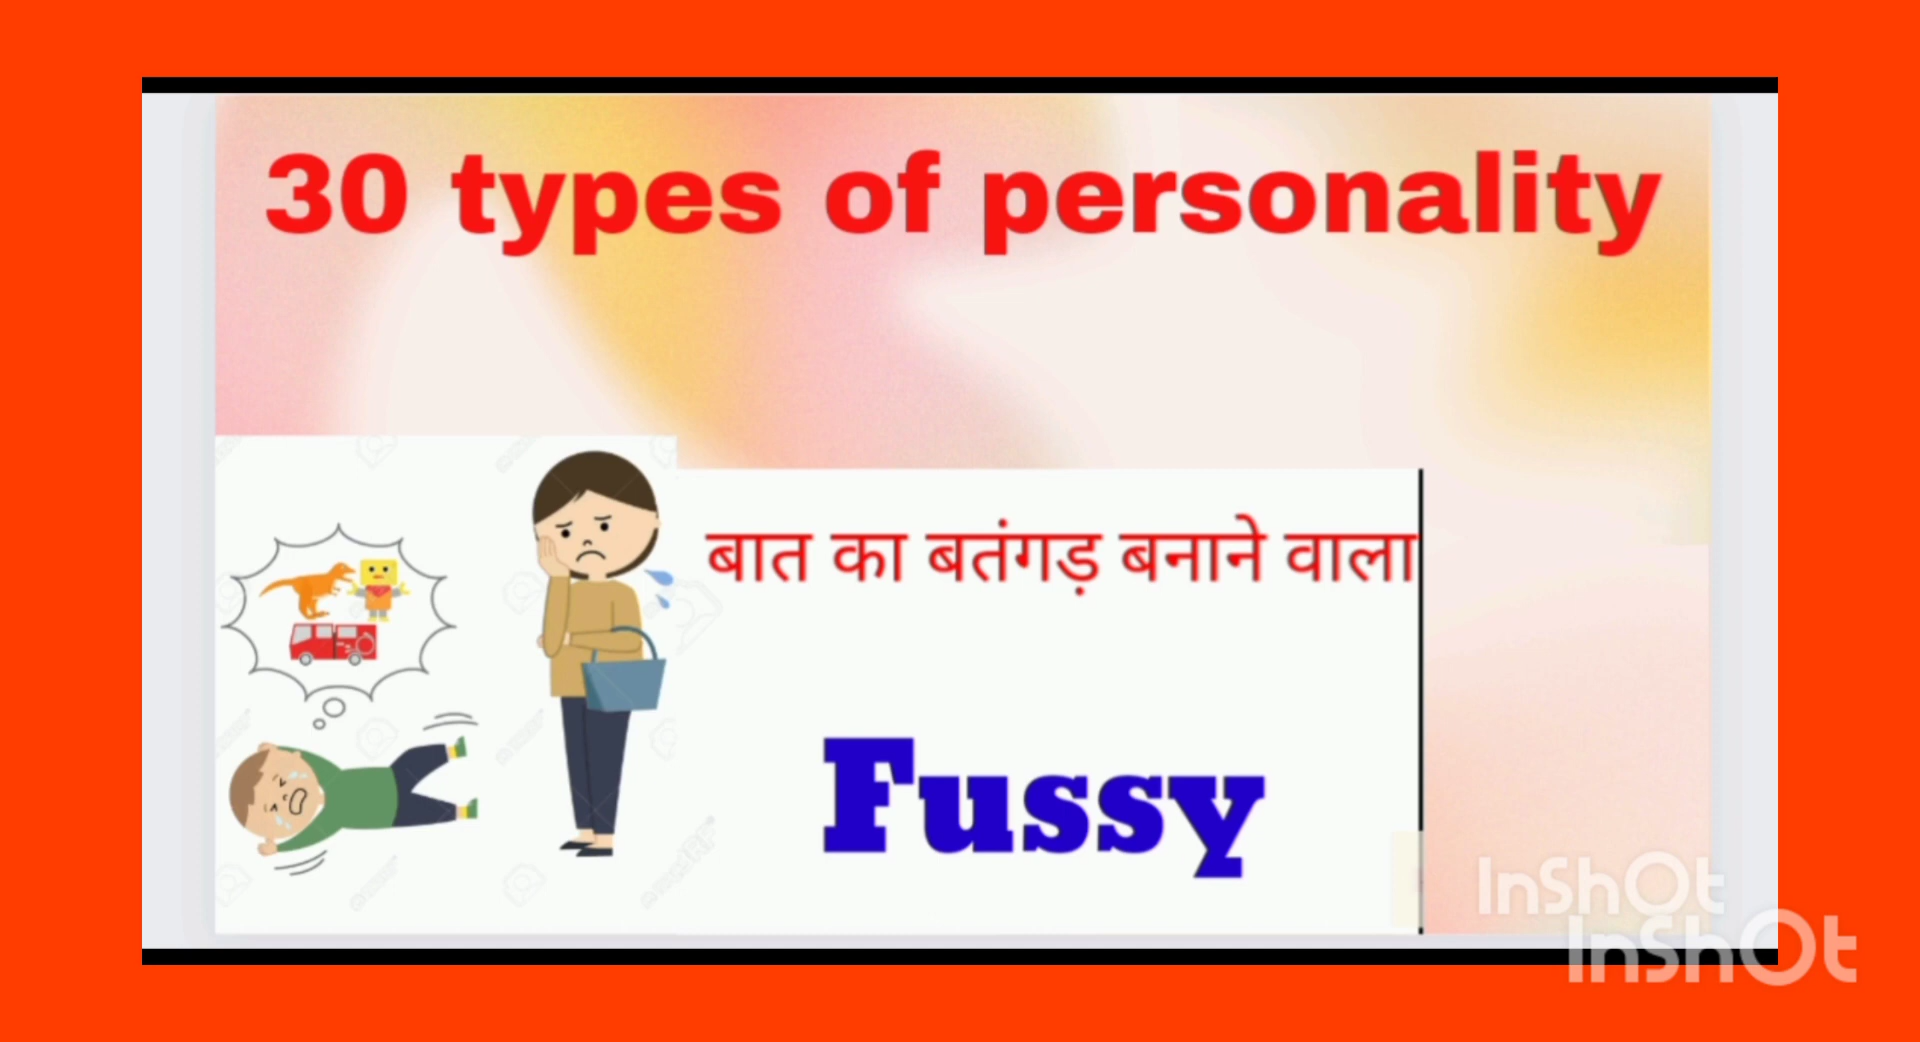 30 types of personality
बात का बतंगड़ बनाने वाला
Fussy
InShOt
InShOt